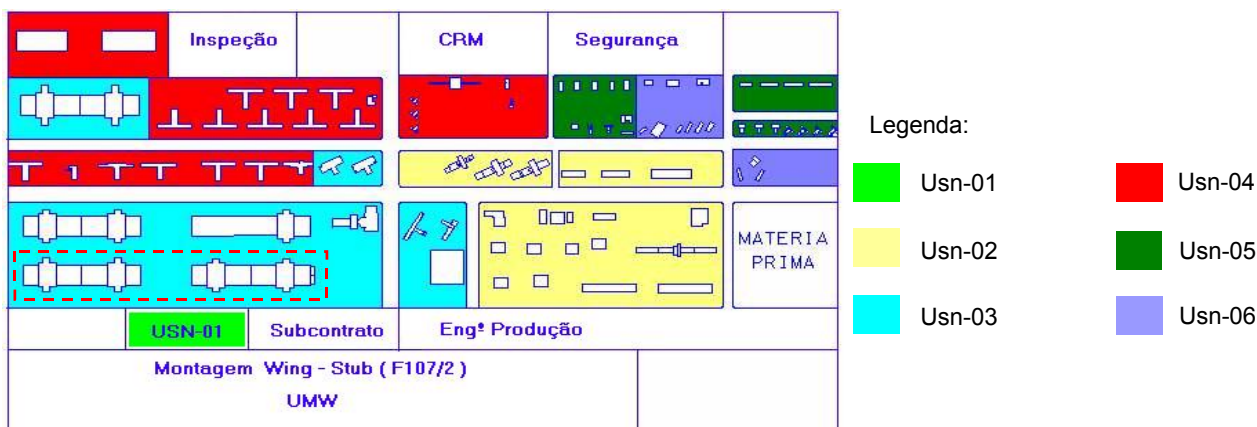 Inspeção
CRM
Segurança
MATERIA
PRIMA
USN-01
Subcontrato
Engº Produção
Montagem Wing - Stub ( F107/2 )
UMW
Legenda:
Usn-01
Usn-04
Usn-02
Usn-05
Usn-03
Usn-06